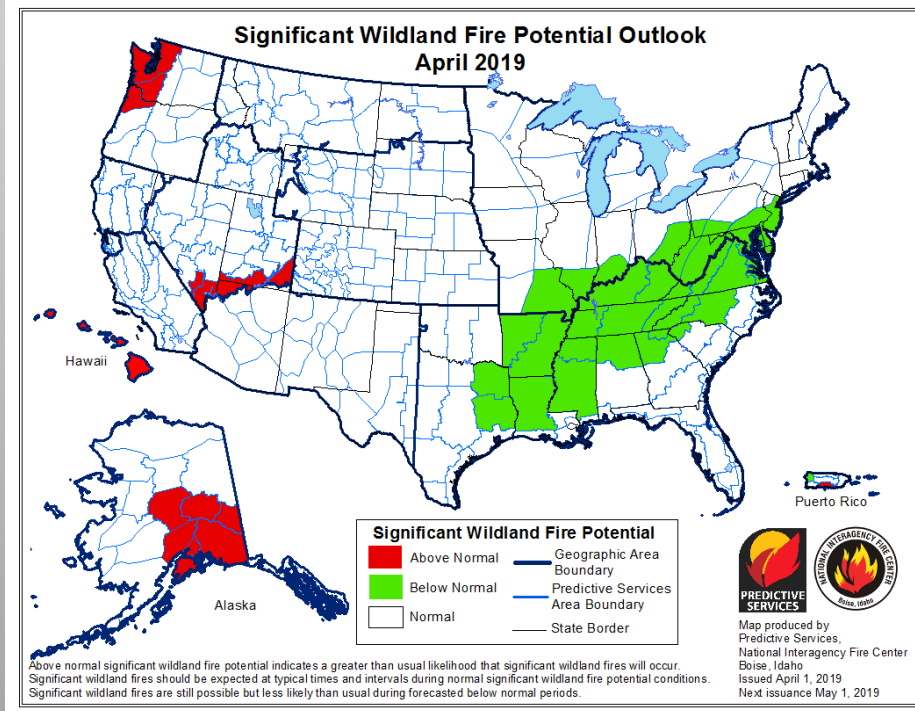 Significant Wildland Fire Potential Outlook
April 2019
Hawaii
Alaska
Puerto Rico
Significant Wildland Fire Potential
Above Normal
Below Normal
Normal
Geographic Area
Boundary
Predictive Services
Area Boundary
State Border
PREDICTIVE
SERVICES
NATIONAL INTERAGENCY FIRE CENTER
Boise, Idaho
Map produced by
Predictive Services,
National Interagency Fire Center
Boise, Idaho
Issued April 1, 2019
Next issuance May 1, 2019
Above normal significant wildland fire potential indicates a greater than usual likelihood that significant wildland fires will occur.
Significant wildland fires should be expected at typical times and intervals during normal significant wildland fire potential conditions.
Significant wildland fires are still possible but less likely than usual during forecasted below normal periods.